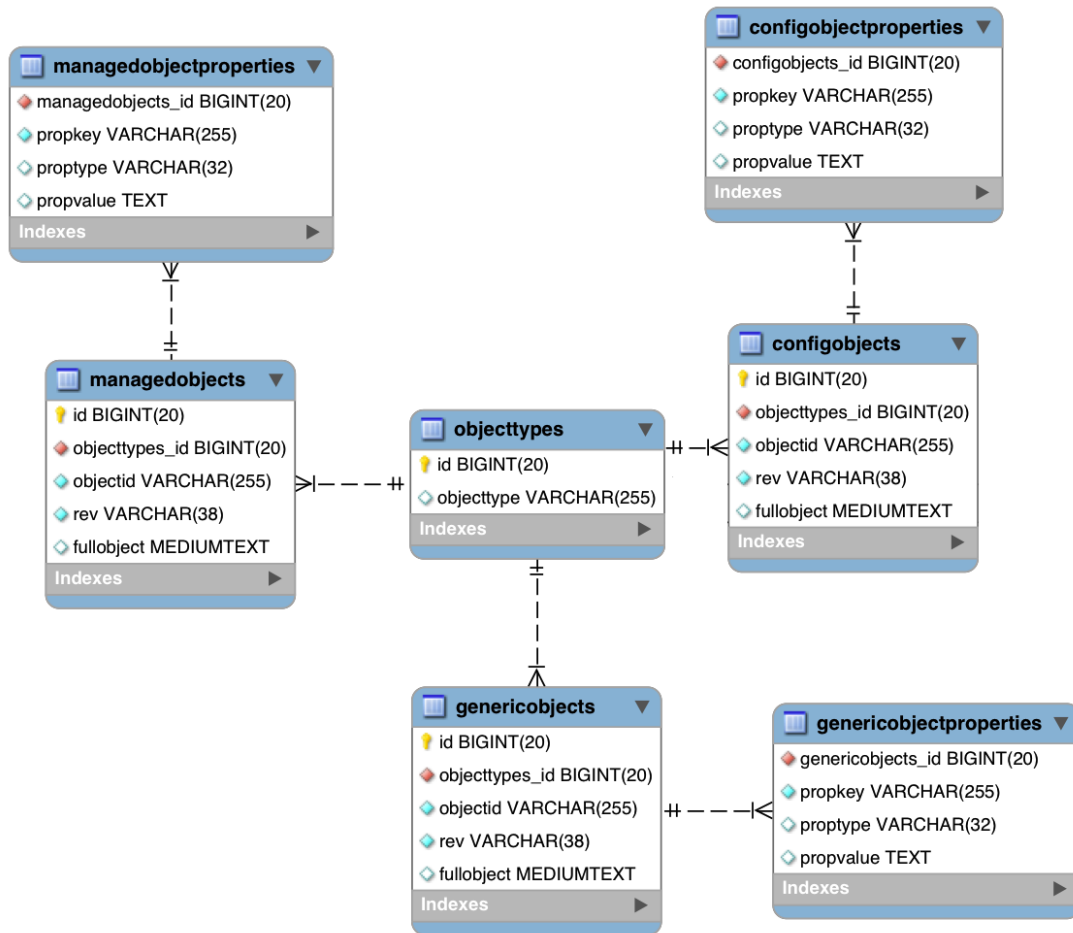 managedobjectproperties
managedobjects_id BIGINT(20)
propkey VARCHAR(255)
proptype VARCHAR(32)
propvalue TEXT
Indexes
configobjectproperties
configobjects_id BIGINT(20)
propkey VARCHAR(255)
proptype VARCHAR(32)
propvalue TEXT
Indexes
managedobjects
id BIGINT(20)
objecttypes_id BIGINT(20)
objectid VARCHAR(255)
rev VARCHAR(38)
fullobject MEDIUMTEXT
Indexes
objecttypes
id BIGINT(20)
objecttype VARCHAR(255)
Indexes
configobjects
id BIGINT(20)
objecttypes_id BIGINT(20)
objectid VARCHAR(255)
rev VARCHAR(38)
fullobject MEDIUMTEXT
Indexes
genericobjects
id BIGINT(20)
objecttypes_id BIGINT(20)
objectid VARCHAR(255)
rev VARCHAR(38)
fullobject MEDIUMTEXT
Indexes
genericobjectproperties
genericobjects_id BIGINT(20)
propkey VARCHAR(255)
proptype VARCHAR(32)
propvalue TEXT
Indexes